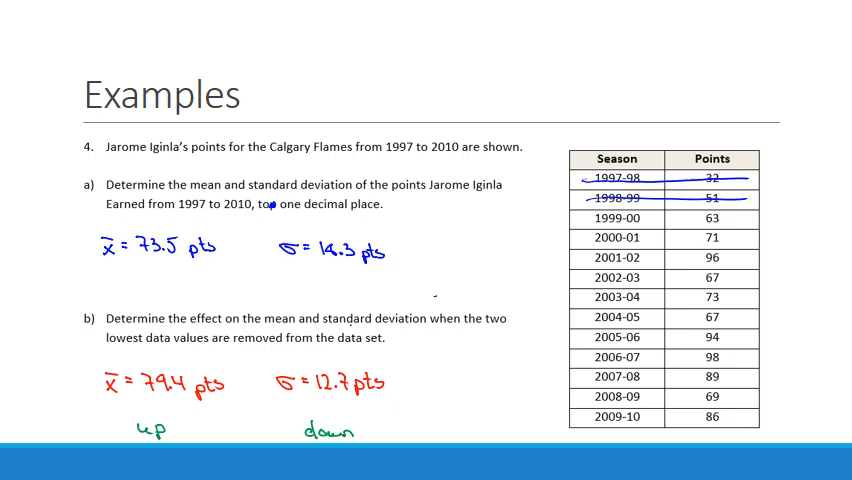 Examples
4. Jarome Iginla's points for the Calgary Flames from 1997 to 2010 are shown.
a) Determine the mean and standard deviation of the points Jarome Iginla
Earned from 1997 to 2010, to one decimal place.
x̄ = 73.5 pts σ = 18.3 pts
b) Determine the effect on the mean and standard deviation when the two
lowest data values are removed from the data set.
x̄ = 79.4 pts σ = 12.7 pts
up down
Season Points
1997-98 32
1998-99 51
1999-00 63
2000-01 71
2001-02 96
2002-03 67
2003-04 73
2004-05 67
2005-06 94
2006-07 98
2007-08 89
2008-09 69
2009-10 86